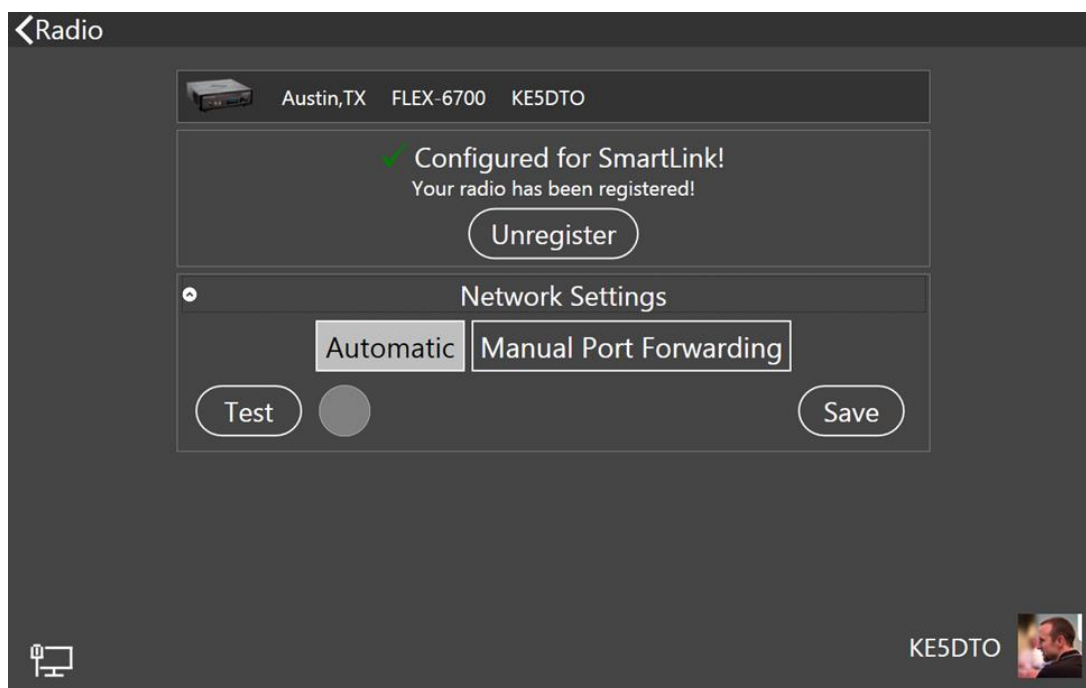 Radio
Austin,TX FLEX-6700 KE5DTO
Configured for SmartLink!
Your radio has been registered!
Unregister
Network Settings
Automatic Manual Port Forwarding
Test Save
KE5DTO